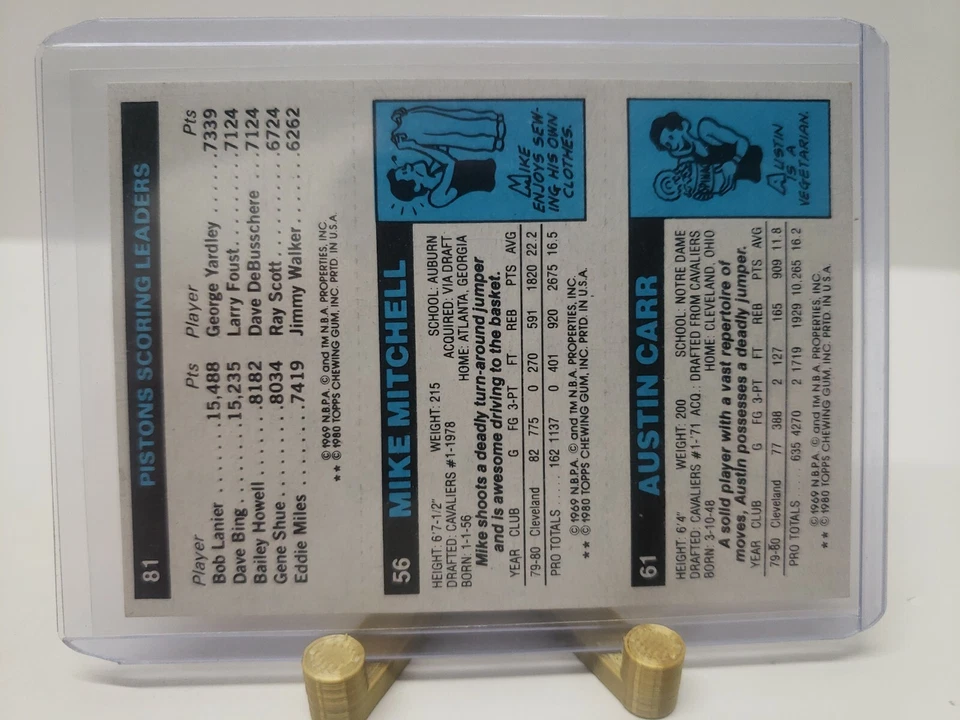 81 PISTONS SCORING LEADERS
Player Pts Player Pts
Bob Lanier.......15,488 George Yardley ......7339
Dave Bing........15,235 Larry Foust........7124
Bailey Howell ....8182 Dave DeBusschere ..7124
Gene Shue........8034 Ray Scott........6724
Eddie Miles .......7419 Jimmy Walker.......6262
© 1969 N.B.P.A. © and TM N.B.A. PROPERTIES, INC.
★★ © 1980 TOPPS CHEWING GUM, INC. PRTD. IN U.S.A.
56 MIKE MITCHELL
HEIGHT: 6'7-1/2" WEIGHT: 215 SCHOOL: AUBURN
DRAFTED: CAVALIERS #1-1978 ACQUIRED: VIA DRAFT
BORN: 1-1-56 HOME: ATLANTA, GEORGIA
Mike shoots a deadly turn-around jumper
and is awesome driving to the basket.
YEAR CLUB G FG 3-PT FT REB PTS AVG
79-80 Cleveland 82 775 0 270 591 1820 22.2
PRO TOTALS ..... 162 1137 0 401 920 2675 16.5
© 1969 N.B.P.A. © and TM N.B.A. PROPERTIES, INC.
★★ © 1980 TOPPS CHEWING GUM, INC. PRTD. IN U.S.A.
MIKE
ENJOYS SEW-
ING HIS OWN
CLOTHES.
61 AUSTIN CARR
HEIGHT: 6'4" WEIGHT: 200 SCHOOL: NOTRE DAME
DRAFTED: CAVALIERS #1-'71 ACQ.: DRAFTED FROM CAVALIERS
BORN: 3-10-48 HOME: CLEVELAND, OHIO
A solid player with a vast repertoire of
moves, Austin possesses a deadly jumper.
YEAR CLUB G FG 3-PT FT REB PTS AVG
79-80 Cleveland 77 388 2 127 165 909 11.8
PRO TOTALS ..... 635 4270 2 1719 1929 10,265 16.2
© 1969 N.B.P.A. © and TM N.B.A. PROPERTIES, INC.
★★ © 1980 TOPPS CHEWING GUM, INC. PRTD. IN U.S.A.
AUSTIN
IS A
VEGETARIAN.